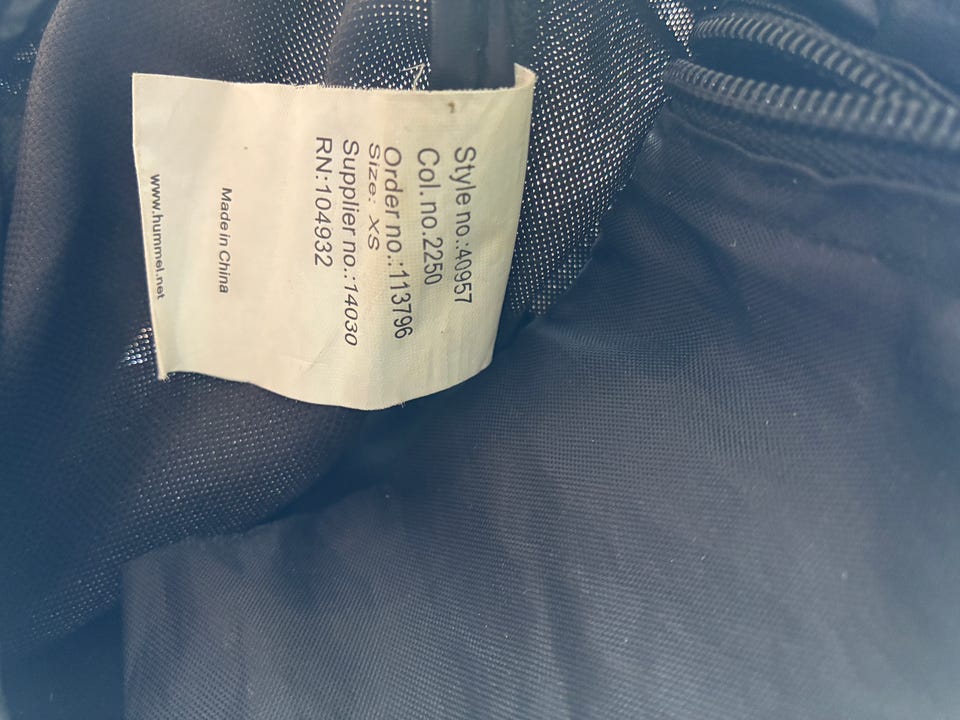 Style no.:40957
Col. no.2250
Order no.:113796
Size: XS
Supplier no.:14030
RN:104932
Made in China
www.hummel.net